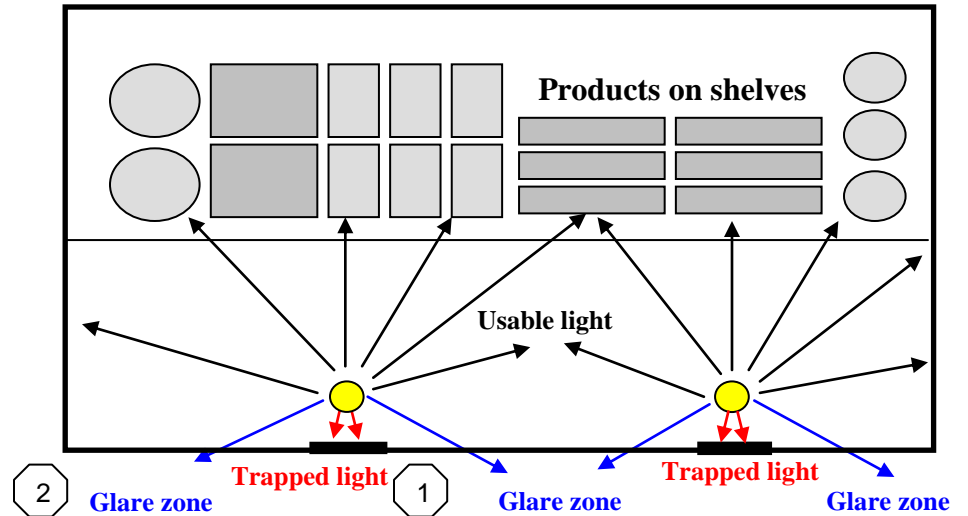 Products on shelves
Usable light
Trapped light
Trapped light
2
Glare zone
1
Glare zone
Glare zone